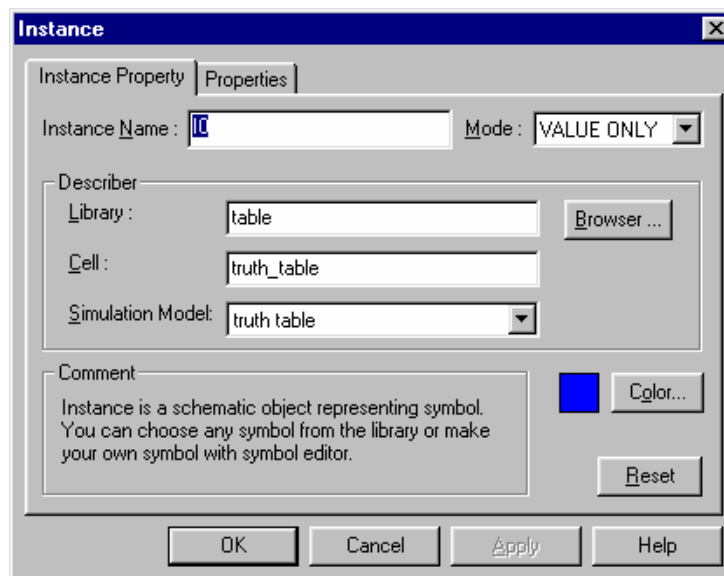 Instance
Instance Property Properties
Instance Name : I0 Mode : VALUE ONLY
Describer
Library : table Browser ...
Cell : truth_table
Simulation Model: truth table
Comment
Instance is a schematic object representing symbol.
You can choose any symbol from the library or make
your own symbol with symbol editor.
Color...
Reset
OK Cancel Apply Help